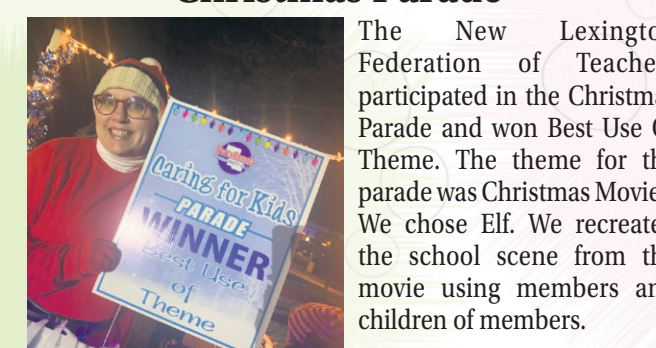 Christmas Parade
The New Lexingto
Federation of Teache
participated in the Christma
Parade and won Best Use
Theme. The theme for th
parade was Christmas Movie
We chose Elf. We recreate
the school scene from th
movie using members an
children of members.
Caring for Kids
PARADE
WINNER
Best Use
of
Theme